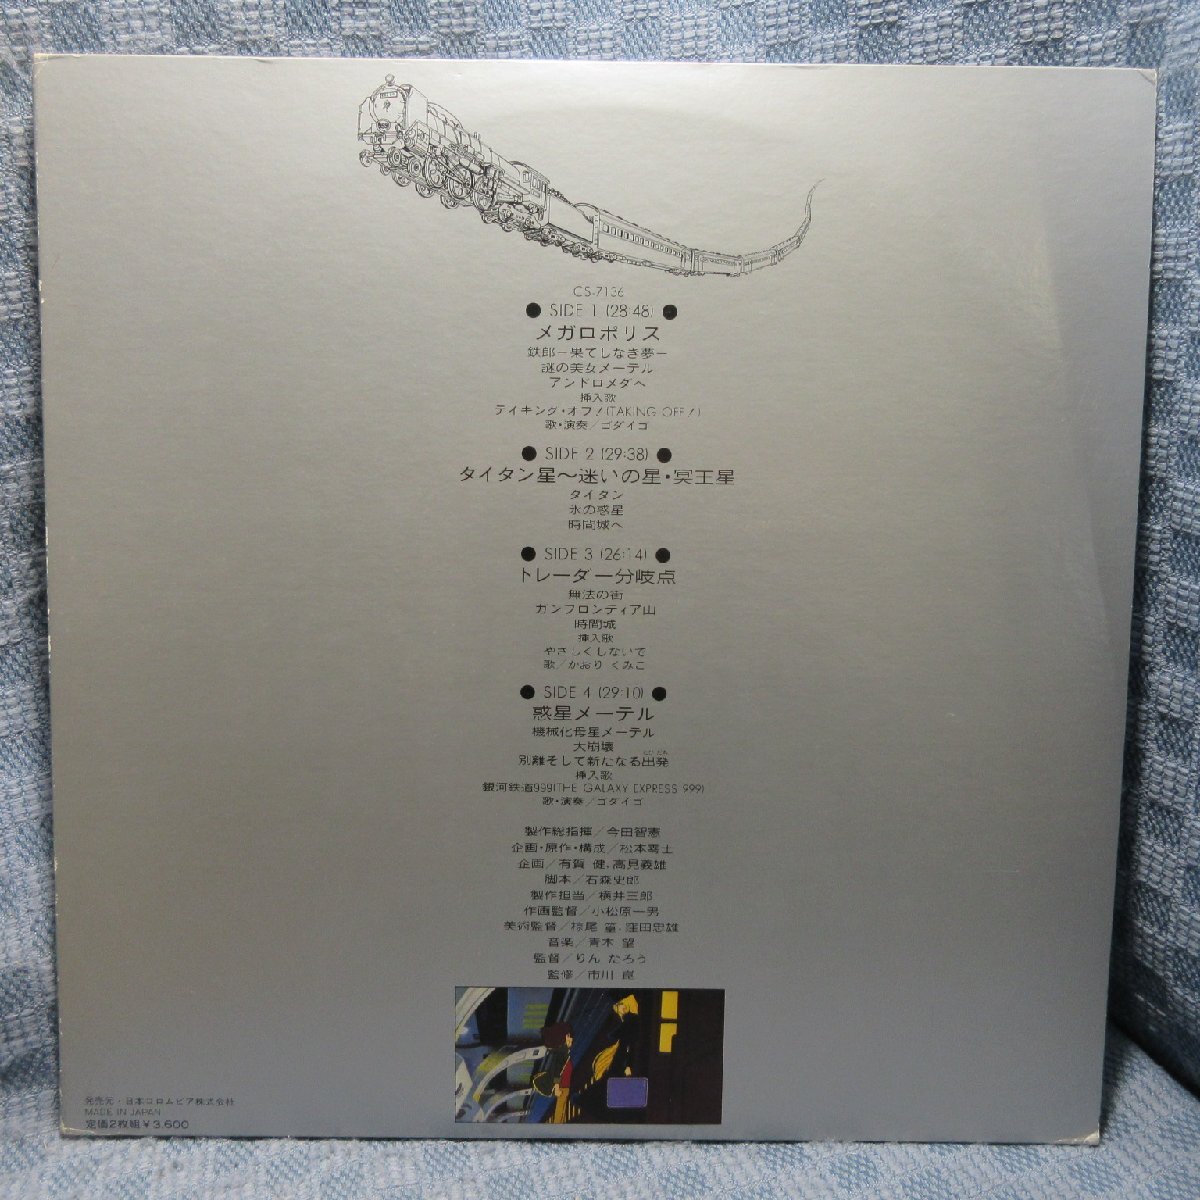 CS-7136
● SIDE 1 (28:48) ●
メガロポリス
鉄郎－果てしなき夢－
謎の美女メーテル
アンドロメダへ
挿入歌
テイキング・オフ!(TAKING OFF!)
歌・演奏/ゴダイゴ
● SIDE 2 (29:38) ●
タイタン星〜迷いの星・冥王星
タイタン
氷の惑星
時間城へ
● SIDE 3 (26:14) ●
トレーダー分岐点
無法の街
ガンフロンティア山
時間城
挿入歌
やさしくしないで
歌/かおり くみこ
● SIDE 4 (29:10) ●
惑星メーテル
機械化母星メーテル
大崩壊
別離そして新たなる出発
挿入歌
銀河鉄道999(THE GALAXY EXPRESS 999)
歌・演奏/ゴダイゴ
製作総指揮/今田智憲
企画・原作・構成/松本零士
企画/有賀 健、高見義雄
脚本/石森史郎
製作担当/横井三郎
作画監督/小松原一男
美術監督/椋尾 篁、窪田忠雄
音楽/青木 望
監督/りん たろう
監修/市川 崑
発売元・日本コロムビア株式会社
MADE IN JAPAN
定価2枚組￥3,600